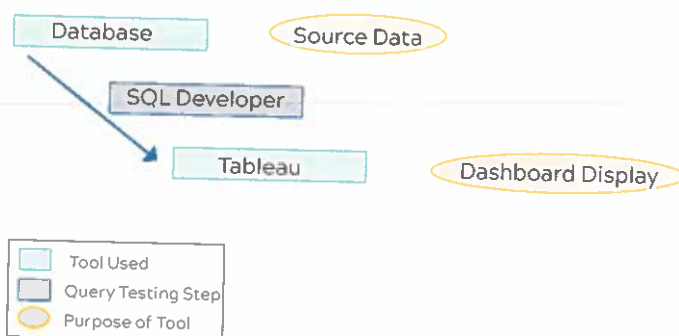 Database
Source Data
SQL Developer
Tableau
Dashboard Display
Tool Used
Query Testing Step
Purpose of Tool